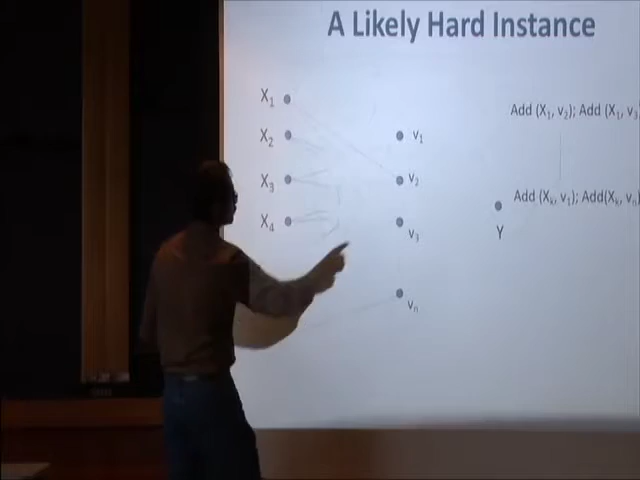 A Likely Hard Instance
X₁
X₂
X₃
X₄
v₁
v₂
v₃
vₙ
Y
Add (X₁, v₂); Add (X₁, v₃
Add (Xₖ, v₁); Add(Xₖ, vₙ